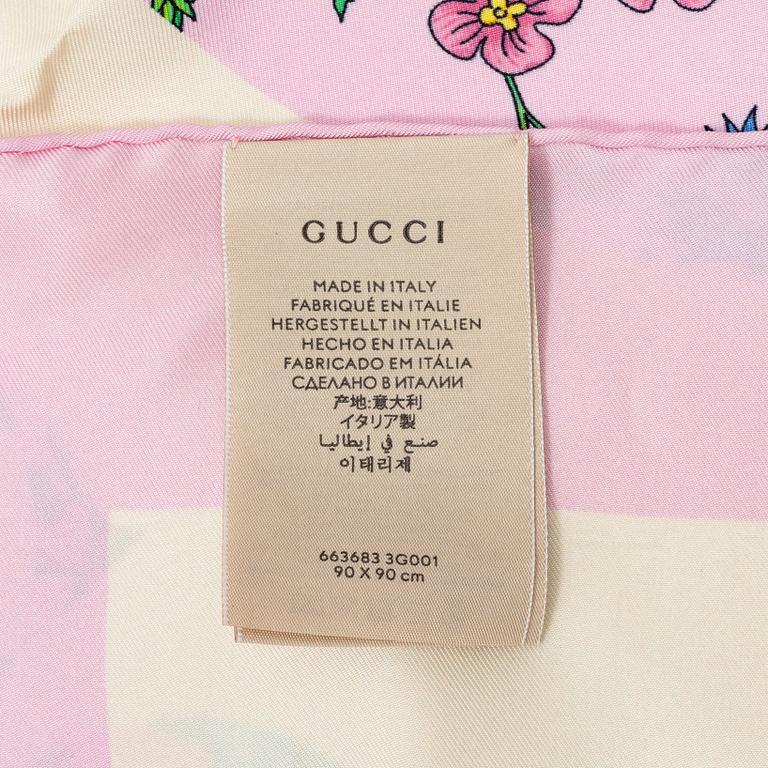 GUCCI
MADE IN ITALY
FABRIQUÉ EN ITALIE
HERGESTELLT IN ITALIEN
HECHO EN ITALIA
FABRICADO EM ITÁLIA
СДЕЛАНО В ИТАЛИИ
产地:意大利
イタリア製
صنع في إيطاليا
이태리제
663683 3G001
90 X 90 cm